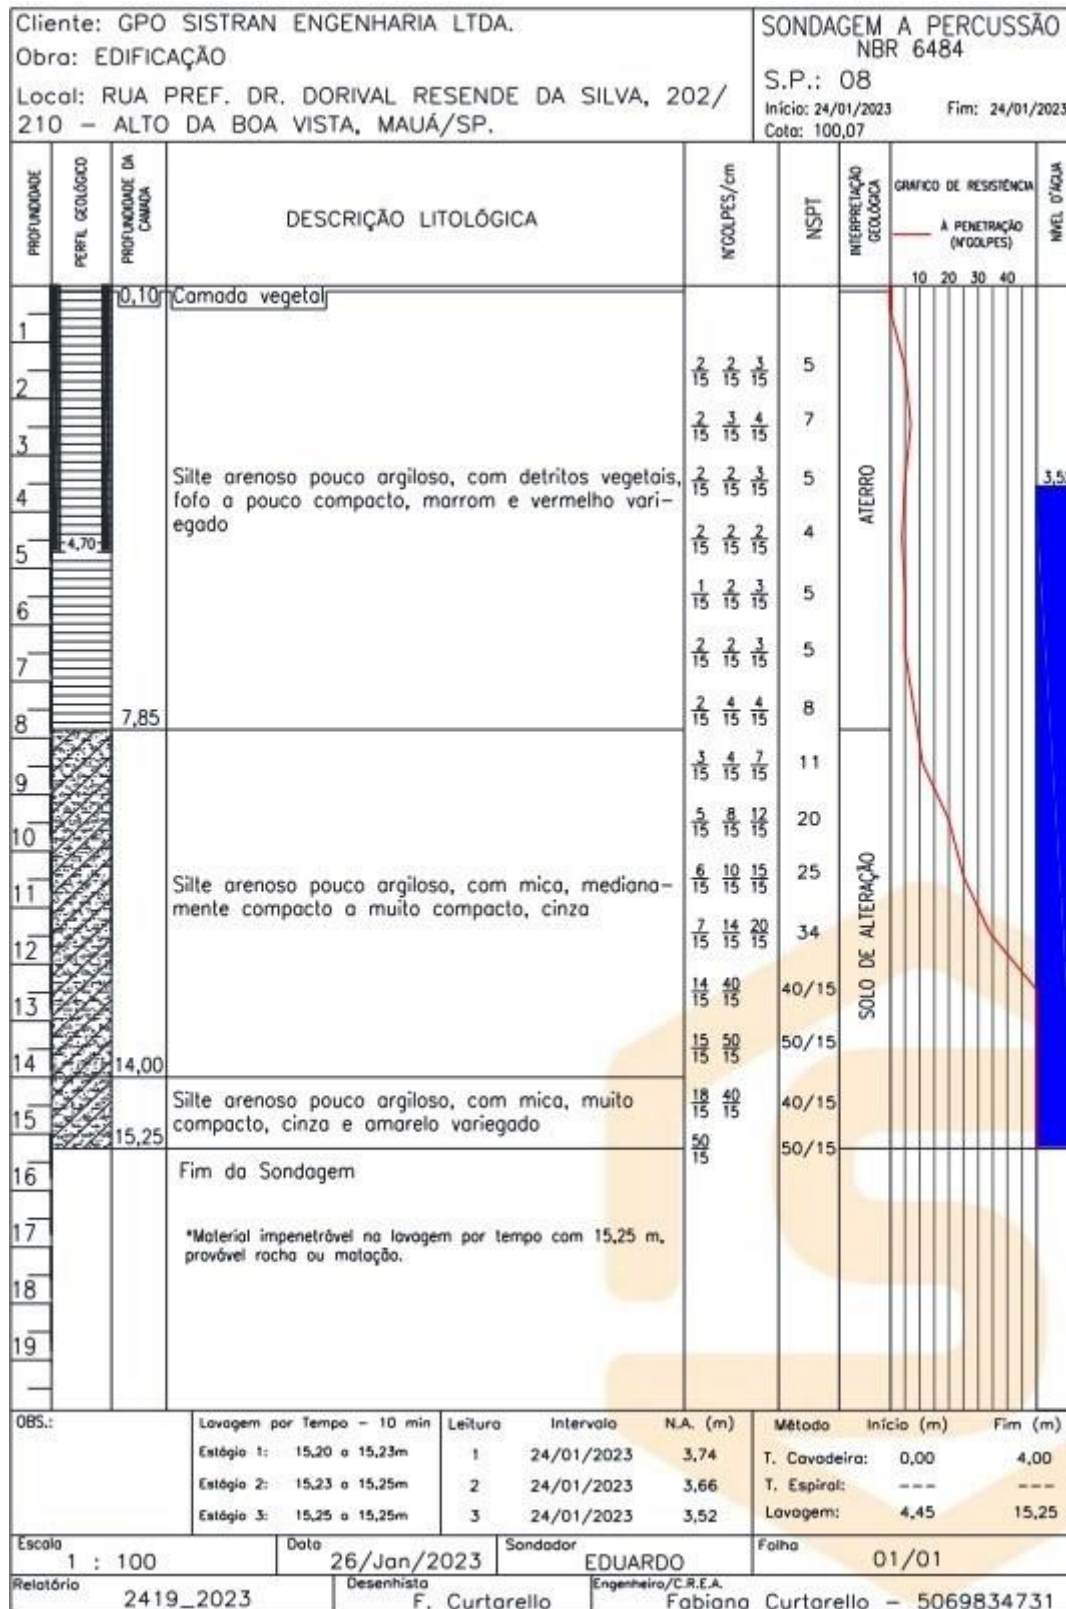 Cliente: GPO SISTRAN ENGENHARIA LTDA.
Obra: EDIFICAÇÃO
Local: RUA PREF. DR. DORIVAL RESENDE DA SILVA, 202/
210 – ALTO DA BOA VISTA, MAUÁ/SP.
SONDAGEM A PERCUSSÃO
NBR 6484
S.P.: 08
Início: 24/01/2023 Fim: 24/01/2023
Cota: 100,07
PROFUNDIDADE
PERFIL GEOLÓGICO
PROFUNDIDADE DA
CAMADA
DESCRIÇÃO LITOLÓGICA
N'GOLPES/cm
NSPT
INTERPRETAÇÃO
GEOLÓGICA
GRAFICO DE RESISTÊNCIA
À PENETRAÇÃO
(N'GOLPES)
10 20 30 40
NIVEL D'AGUA
0,10 Camada vegetal
1
2/15 2/15 3/15 5
2
2/15 3/15 4/15 7
3
Silte arenoso pouco argiloso, com detritos vegetais,
fofo a pouco compacto, marrom e vermelho vari-
egado
2/15 2/15 3/15 5
ATERRO
3,5
4
2/15 2/15 2/15 4
4,70
5
1/15 2/15 3/15 5
6
2/15 2/15 3/15 5
7
2/15 4/15 4/15 8
7,85
8
3/15 4/15 7/15 11
9
5/15 8/15 12/15 20
10
6/15 10/15 15/15 25
Silte arenoso pouco argiloso, com mica, mediana-
mente compacto a muito compacto, cinza
SOLO DE ALTERAÇÃO
11
7/15 14/15 20/15 34
12
14/15 40/15 40/15
13
15/15 50/15 50/15
14
14,00
Silte arenoso pouco argiloso, com mica, muito
compacto, cinza e amarelo variegado
18/15 40/15 40/15
15
15,25
50/15 50/15
Fim da Sondagem
16
*Material impenetrável na lavagem por tempo com 15,25 m,
provável rocha ou matação.
17
18
19
OBS.:
Lavagem por Tempo – 10 min
Estágio 1: 15,20 a 15,23m
Estágio 2: 15,23 a 15,25m
Estágio 3: 15,25 a 15,25m
Leitura Intervalo N.A. (m)
1 24/01/2023 3,74
2 24/01/2023 3,66
3 24/01/2023 3,52
Método Início (m) Fim (m)
T. Cavadeira: 0,00 4,00
T. Espiral: --- ---
Lavagem: 4,45 15,25
Escala
1 : 100
Data
26/Jan/2023
Sondador
EDUARDO
Folha
01/01
Relatório
2419_2023
Desenhista
F. Curtarello
Engenheiro/C.R.E.A.
Fabiana Curtarello – 5069834731